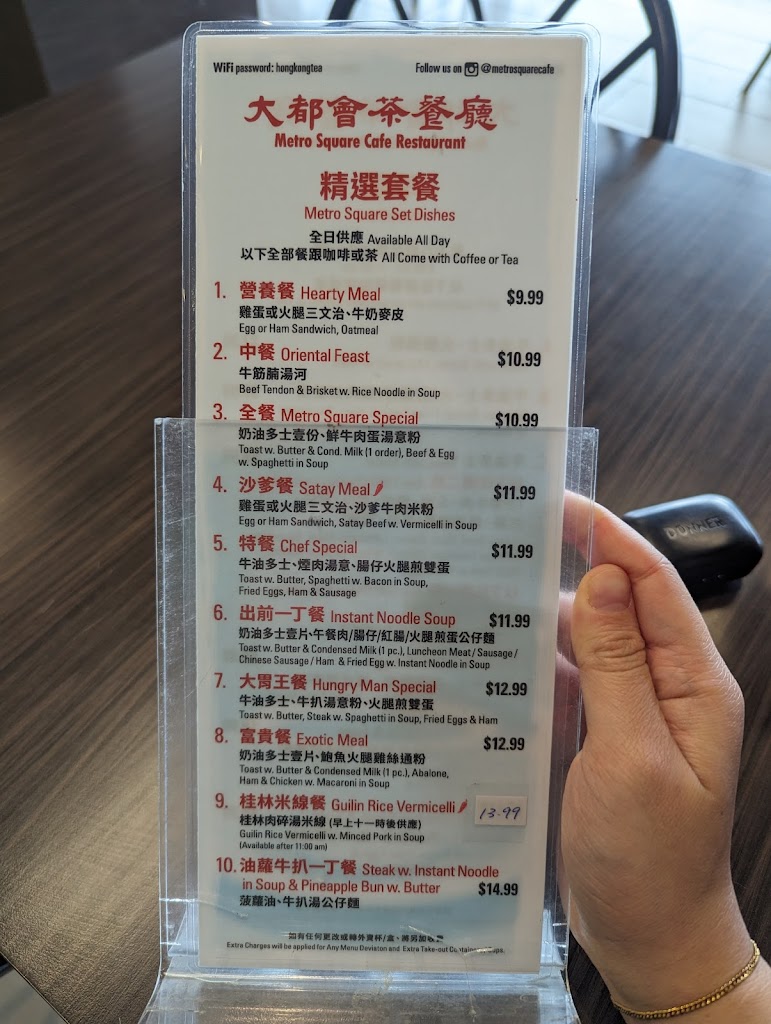 WiFi password: hongkongtea Follow us on @metrosquarecafe
大都會茶餐廳
Metro Square Cafe Restaurant
精選套餐
Metro Square Set Dishes
全日供應 Available All Day
以下全部餐跟咖啡或茶 All Come with Coffee or Tea
1. 營養餐 Hearty Meal $9.99
雞蛋或火腿三文治、牛奶麥皮
Egg or Ham Sandwich, Oatmeal
2. 中餐 Oriental Feast $10.99
牛筋腩湯河
Beef Tendon & Brisket w. Rice Noodle in Soup
3. 全餐 Metro Square Special $10.99
奶油多士壹份、鮮牛肉蛋湯意粉
Toast w. Butter & Cond. Milk (1 order), Beef & Egg
w. Spaghetti in Soup
4. 沙爹餐 Satay Meal $11.99
雞蛋或火腿三文治、沙爹牛肉米粉
Egg or Ham Sandwich, Satay Beef w. Vermicelli in Soup
5. 特餐 Chef Special $11.99
牛油多士、煙肉湯意、腸仔火腿煎雙蛋
Toast w. Butter, Spaghetti w. Bacon in Soup,
Fried Eggs, Ham & Sausage
6. 出前一丁餐 Instant Noodle Soup $11.99
奶油多士壹片、午餐肉/腸仔/紅腸/火腿煎蛋公仔麵
Toast w. Butter & Condensed Milk (1 pc.), Luncheon Meat / Sausage /
Chinese Sausage / Ham & Fried Egg w. Instant Noodle in Soup
7. 大胃王餐 Hungry Man Special $12.99
牛油多士、牛扒湯意粉、火腿煎雙蛋
Toast w. Butter, Steak w. Spaghetti in Soup, Fried Eggs & Ham
8. 富貴餐 Exotic Meal $12.99
奶油多士壹片、鮑魚火腿雞絲通粉
Toast w. Butter & Condensed Milk (1 pc.), Abalone,
Ham & Chicken w. Macaroni in Soup
9. 桂林米線餐 Guilin Rice Vermicelli 13.99
桂林肉碎湯米線 (早上十一時後供應)
Guilin Rice Vermicelli w. Minced Pork in Soup
(Available after 11:00 am)
10. 油蘿牛扒一丁餐 Steak w. Instant Noodle
in Soup & Pineapple Bun w. Butter $14.99
菠蘿油、牛扒湯公仔麵
如有任何更改或轉外賣杯/盒、將另加收費
Extra Charges will be applied for Any Menu Deviation and Extra Take-out Container, Cups.
DUNMER